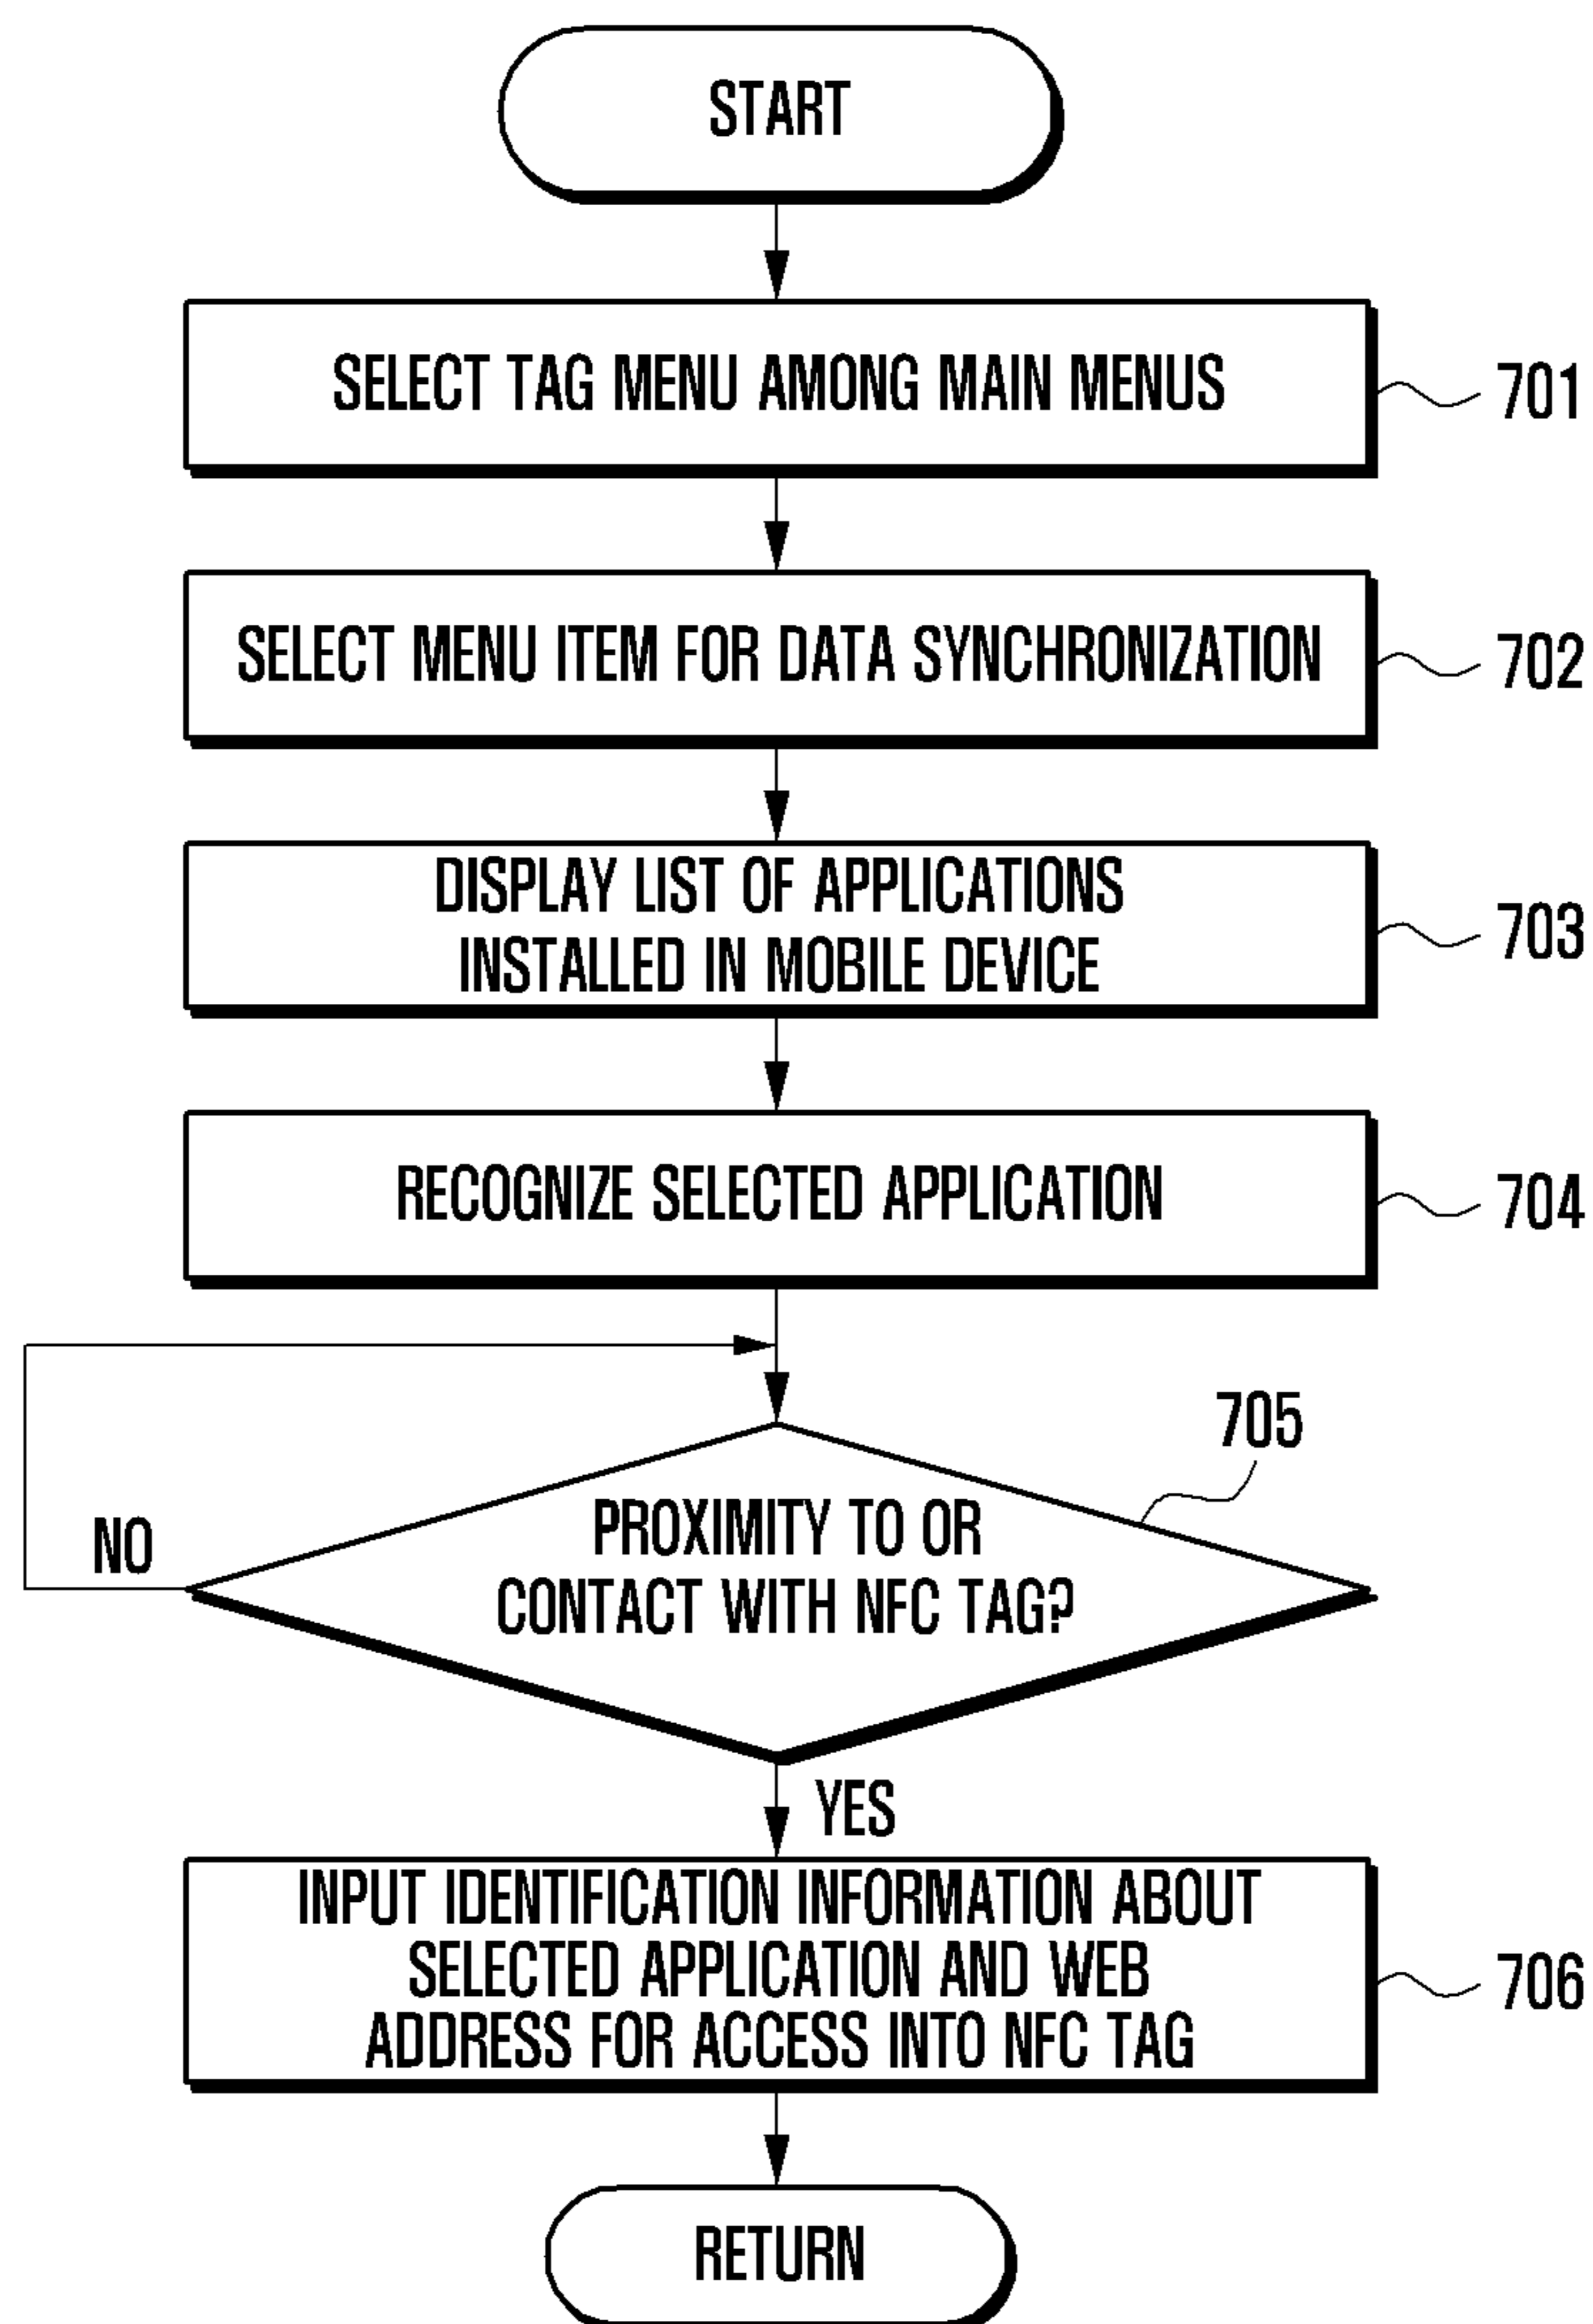 START
SELECT TAG MENU AMONG MAIN MENUS
701
SELECT MENU ITEM FOR DATA SYNCHRONIZATION
702
DISPLAY LIST OF APPLICATIONS
INSTALLED IN MOBILE DEVICE
703
RECOGNIZE SELECTED APPLICATION
704
705
PROXIMITY TO OR
CONTACT WITH NFC TAG?
NO
YES
INPUT IDENTIFICATION INFORMATION ABOUT
SELECTED APPLICATION AND WEB
ADDRESS FOR ACCESS INTO NFC TAG
706
RETURN